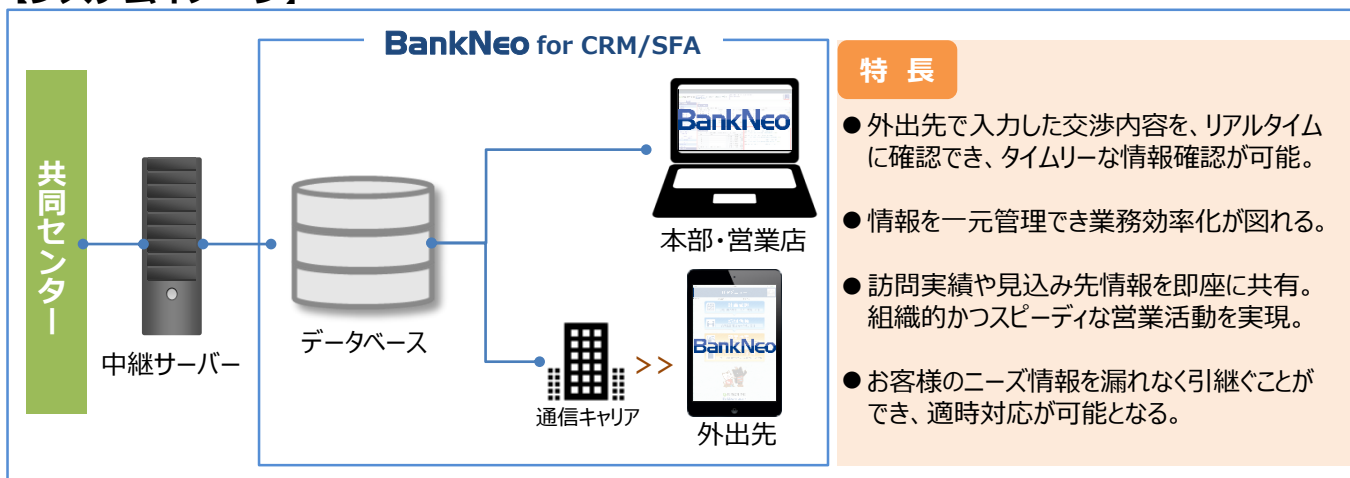 BankNeo for CRM/SFA
共同センター
中継サーバー
データベース
BankNeo
本部・営業店
通信キャリア
>>
BankNeo
外出先
特 長
● 外出先で入力した交渉内容を、リアルタイム
に確認でき、タイムリーな情報確認が可能。
● 情報を一元管理でき業務効率化が図れる。
● 訪問実績や見込み先情報を即座に共有。
組織的かつスピーディな営業活動を実現。
● お客様のニーズ情報を漏れなく引継ぐことが
でき、適時対応が可能となる。